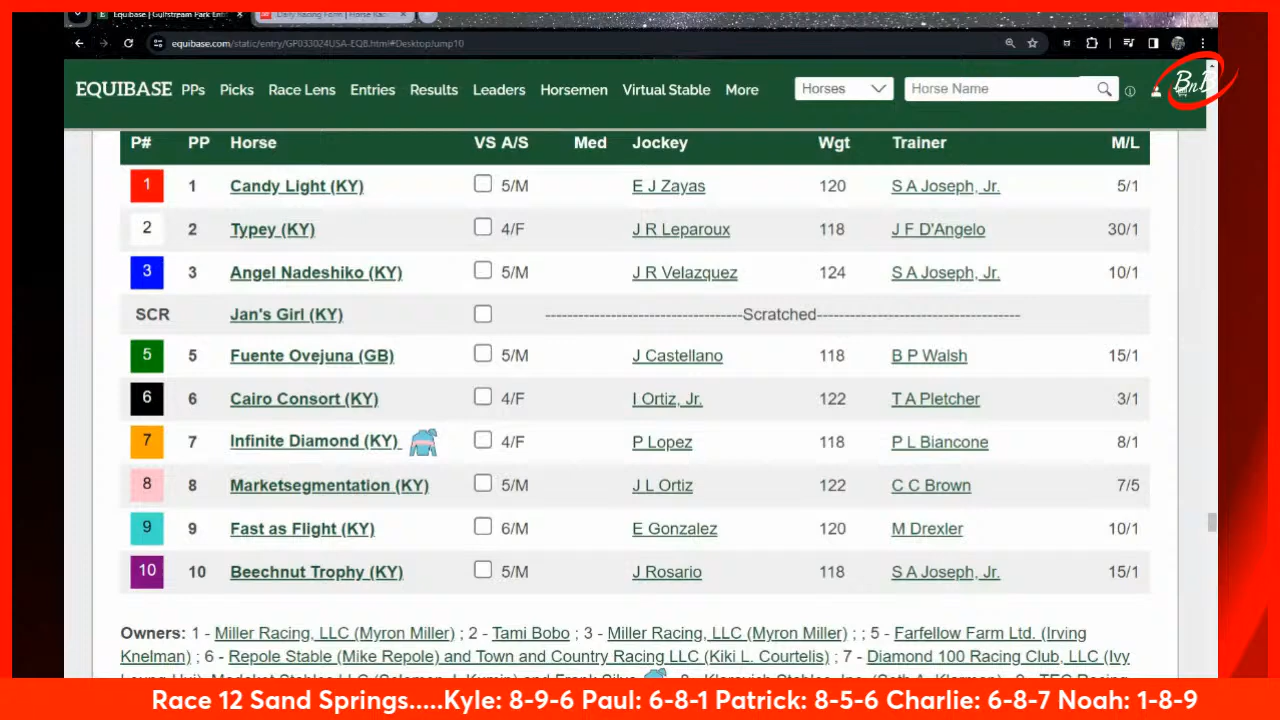 Equibase | Gulfstream Park Ent
Daily Racing Form | Horse Rac
equibase.com/static/entry/GP033024USA-EQB.html#DesktopJump10
BnB
EQUIBASE PPs Picks Race Lens Entries Results Leaders Horsemen Virtual Stable More Horses Horse Name
P# PP Horse VS A/S Med Jockey Wgt Trainer M/L
1 1 Candy Light (KY) 5/M E J Zayas 120 S A Joseph, Jr. 5/1
2 2 Typey (KY) 4/F J R Leparoux 118 J F D'Angelo 30/1
3 3 Angel Nadeshiko (KY) 5/M J R Velazquez 124 S A Joseph, Jr. 10/1
SCR Jan's Girl (KY) -----------------------------------Scratched------------------------------------
5 5 Fuente Ovejuna (GB) 5/M J Castellano 118 B P Walsh 15/1
6 6 Cairo Consort (KY) 4/F I Ortiz, Jr. 122 T A Pletcher 3/1
7 7 Infinite Diamond (KY) 4/F P Lopez 118 P L Biancone 8/1
8 8 Marketsegmentation (KY) 5/M J L Ortiz 122 C C Brown 7/5
9 9 Fast as Flight (KY) 6/M E Gonzalez 120 M Drexler 10/1
10 10 Beechnut Trophy (KY) 5/M J Rosario 118 S A Joseph, Jr. 15/1
Owners: 1 - Miller Racing, LLC (Myron Miller) ; 2 - Tami Bobo ; 3 - Miller Racing, LLC (Myron Miller) ; ; 5 - Farfellow Farm Ltd. (Irving
Knelman) ; 6 - Repole Stable (Mike Repole) and Town and Country Racing LLC (Kiki L. Courtelis) ; 7 - Diamond 100 Racing Club, LLC (Ivy
Race 12 Sand Springs.....Kyle: 8-9-6 Paul: 6-8-1 Patrick: 8-5-6 Charlie: 6-8-7 Noah: 1-8-9